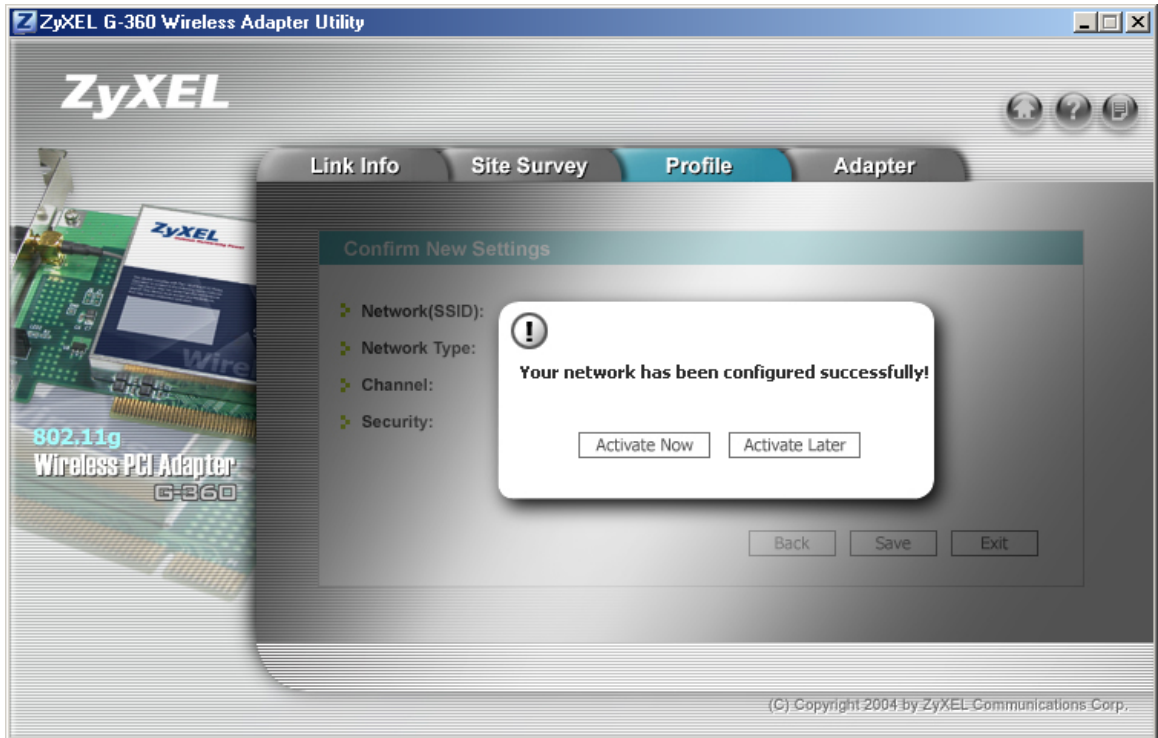 ZyXEL G-360 Wireless Adapter Utility
ZyXEL
Link Info
Site Survey
Profile
Adapter
ZyXEL
Confirm New Settings
Network(SSID):
Network Type:
Channel:
Security:
Your network has been configured successfully!
Activate Now
Activate Later
Wire
802.11g
Wireless PCI Adapter
G-360
Back
Save
Exit
(C) Copyright 2004 by ZyXEL Communications Corp.